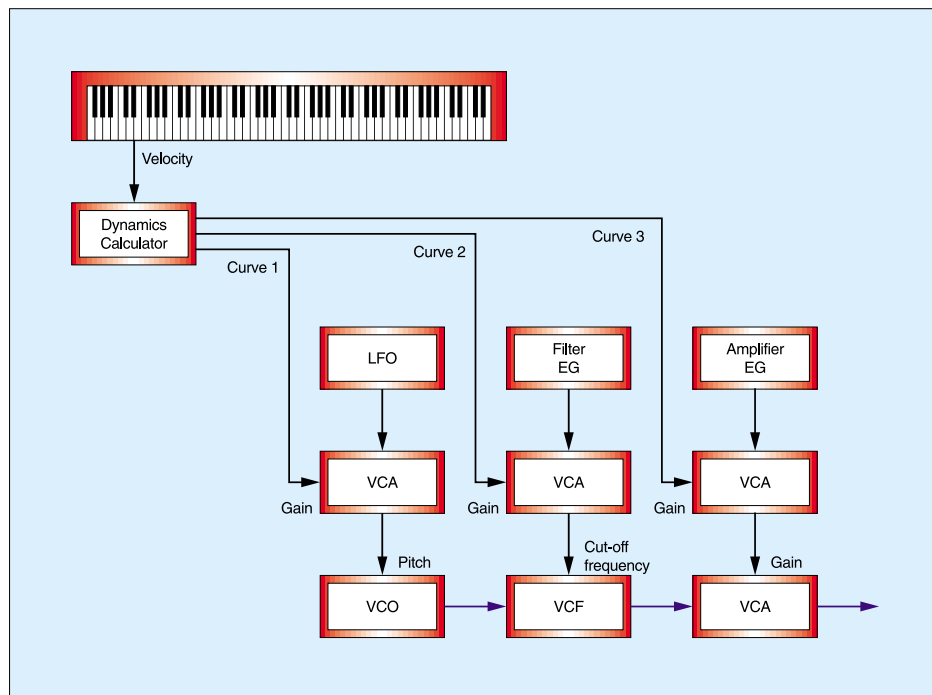 Velocity
Dynamics
Calculator
Curve 1
Curve 2
Curve 3
LFO
Filter
EG
Amplifier
EG
VCA
VCA
VCA
Gain
Gain
Gain
Pitch
Cut-off
frequency
Gain
VCO
VCF
VCA